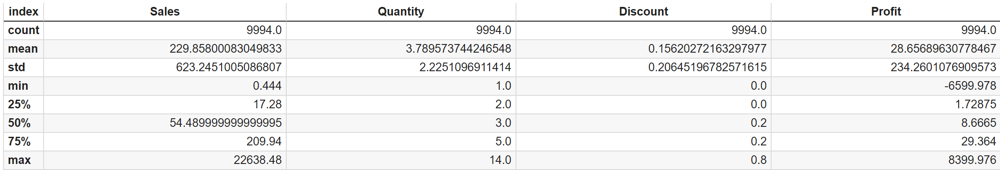 index Sales Quantity Discount Profit
count 9994.0 9994.0 9994.0 9994.0
mean 229.85800083049833 3.789573744246548 0.15620272163297977 28.65689630778467
std 623.2451005086807 2.2251096911414 0.20645196782571615 234.2601076909573
min 0.444 1.0 0.0 -6599.978
25% 17.28 2.0 0.0 1.72875
50% 54.489999999999995 3.0 0.2 8.6665
75% 209.94 5.0 0.2 29.364
max 22638.48 14.0 0.8 8399.976